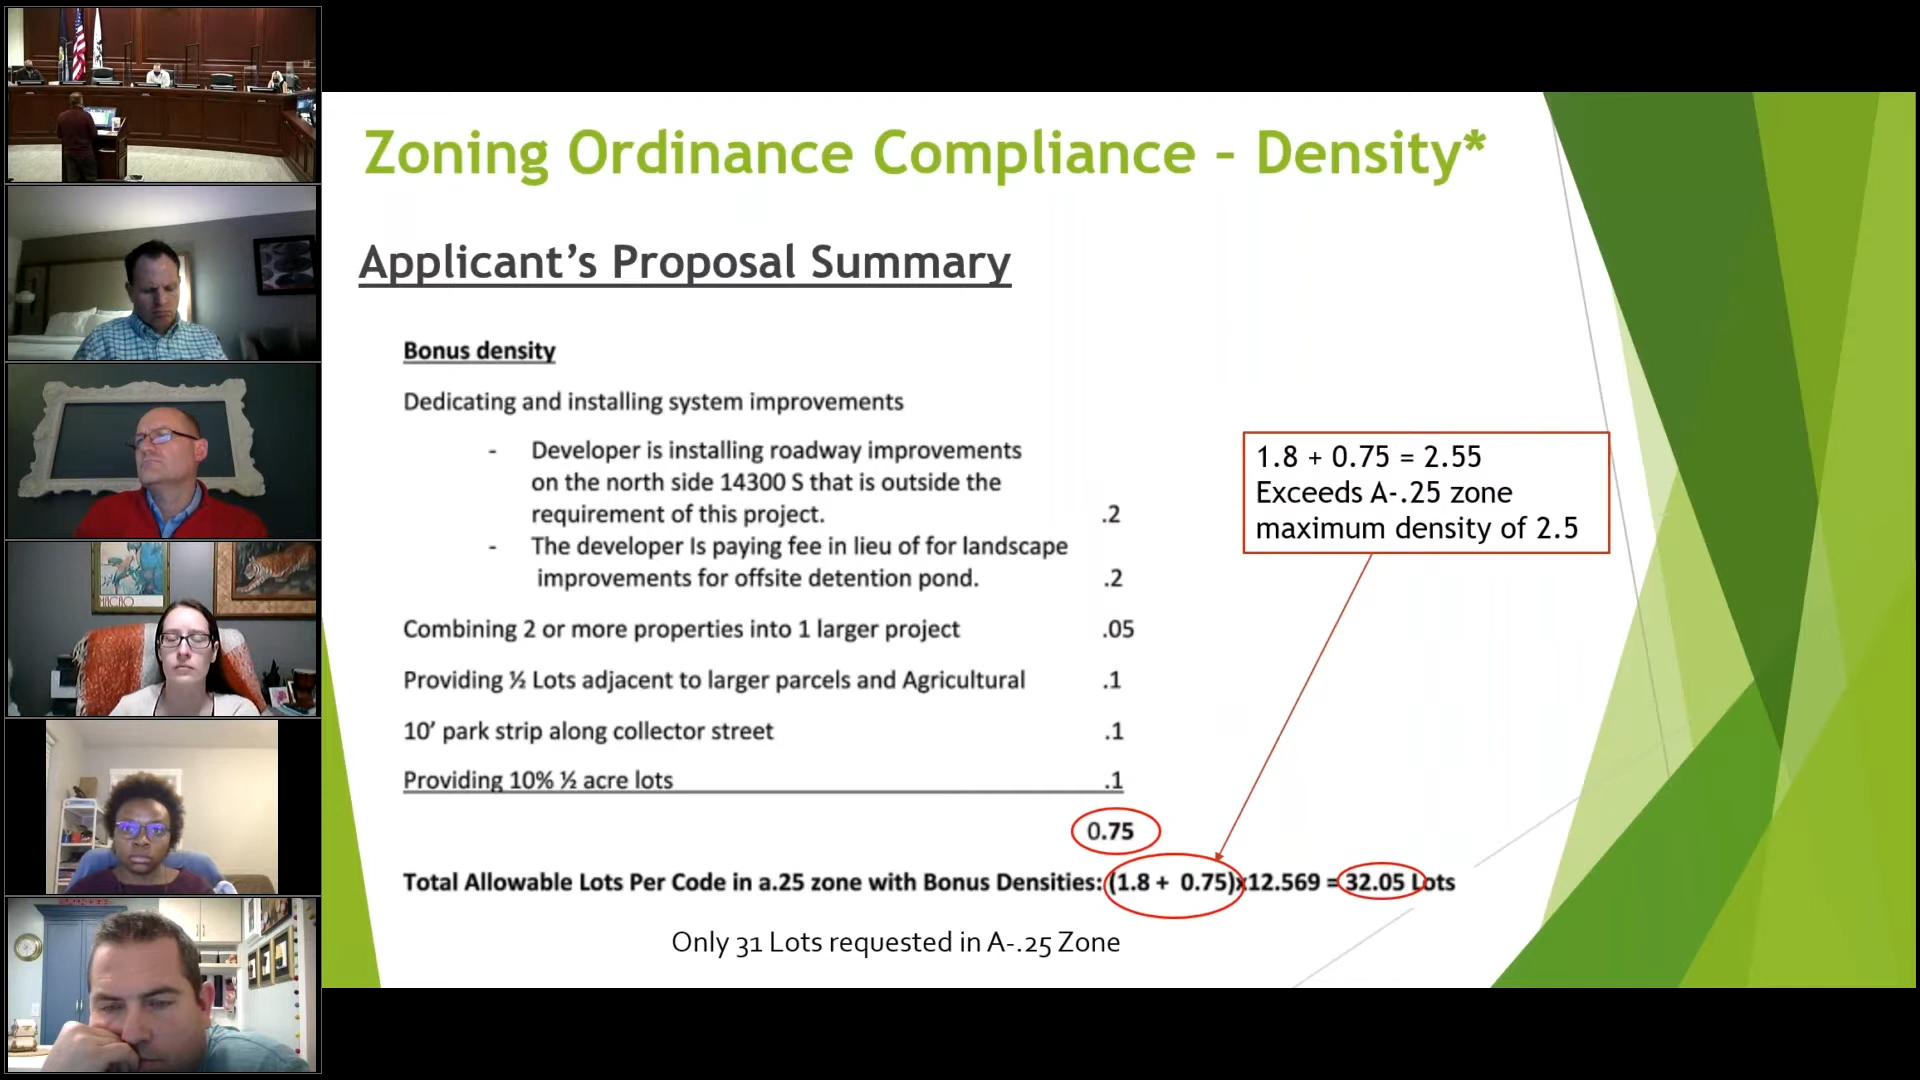 Zoning Ordinance Compliance – Density*
Applicant's Proposal Summary
Bonus density
Dedicating and installing system improvements
- Developer is installing roadway improvements
on the north side 14300 S that is outside the
requirement of this project. .2
- The developer Is paying fee in lieu of for landscape
improvements for offsite detention pond. .2
Combining 2 or more properties into 1 larger project .05
Providing ½ Lots adjacent to larger parcels and Agricultural .1
10' park strip along collector street .1
Providing 10% ½ acre lots .1
0.75
Total Allowable Lots Per Code in a.25 zone with Bonus Densities: (1.8 + 0.75)x12.569 = 32.05 Lots
Only 31 Lots requested in A-.25 Zone
1.8 + 0.75 = 2.55
Exceeds A-.25 zone
maximum density of 2.5